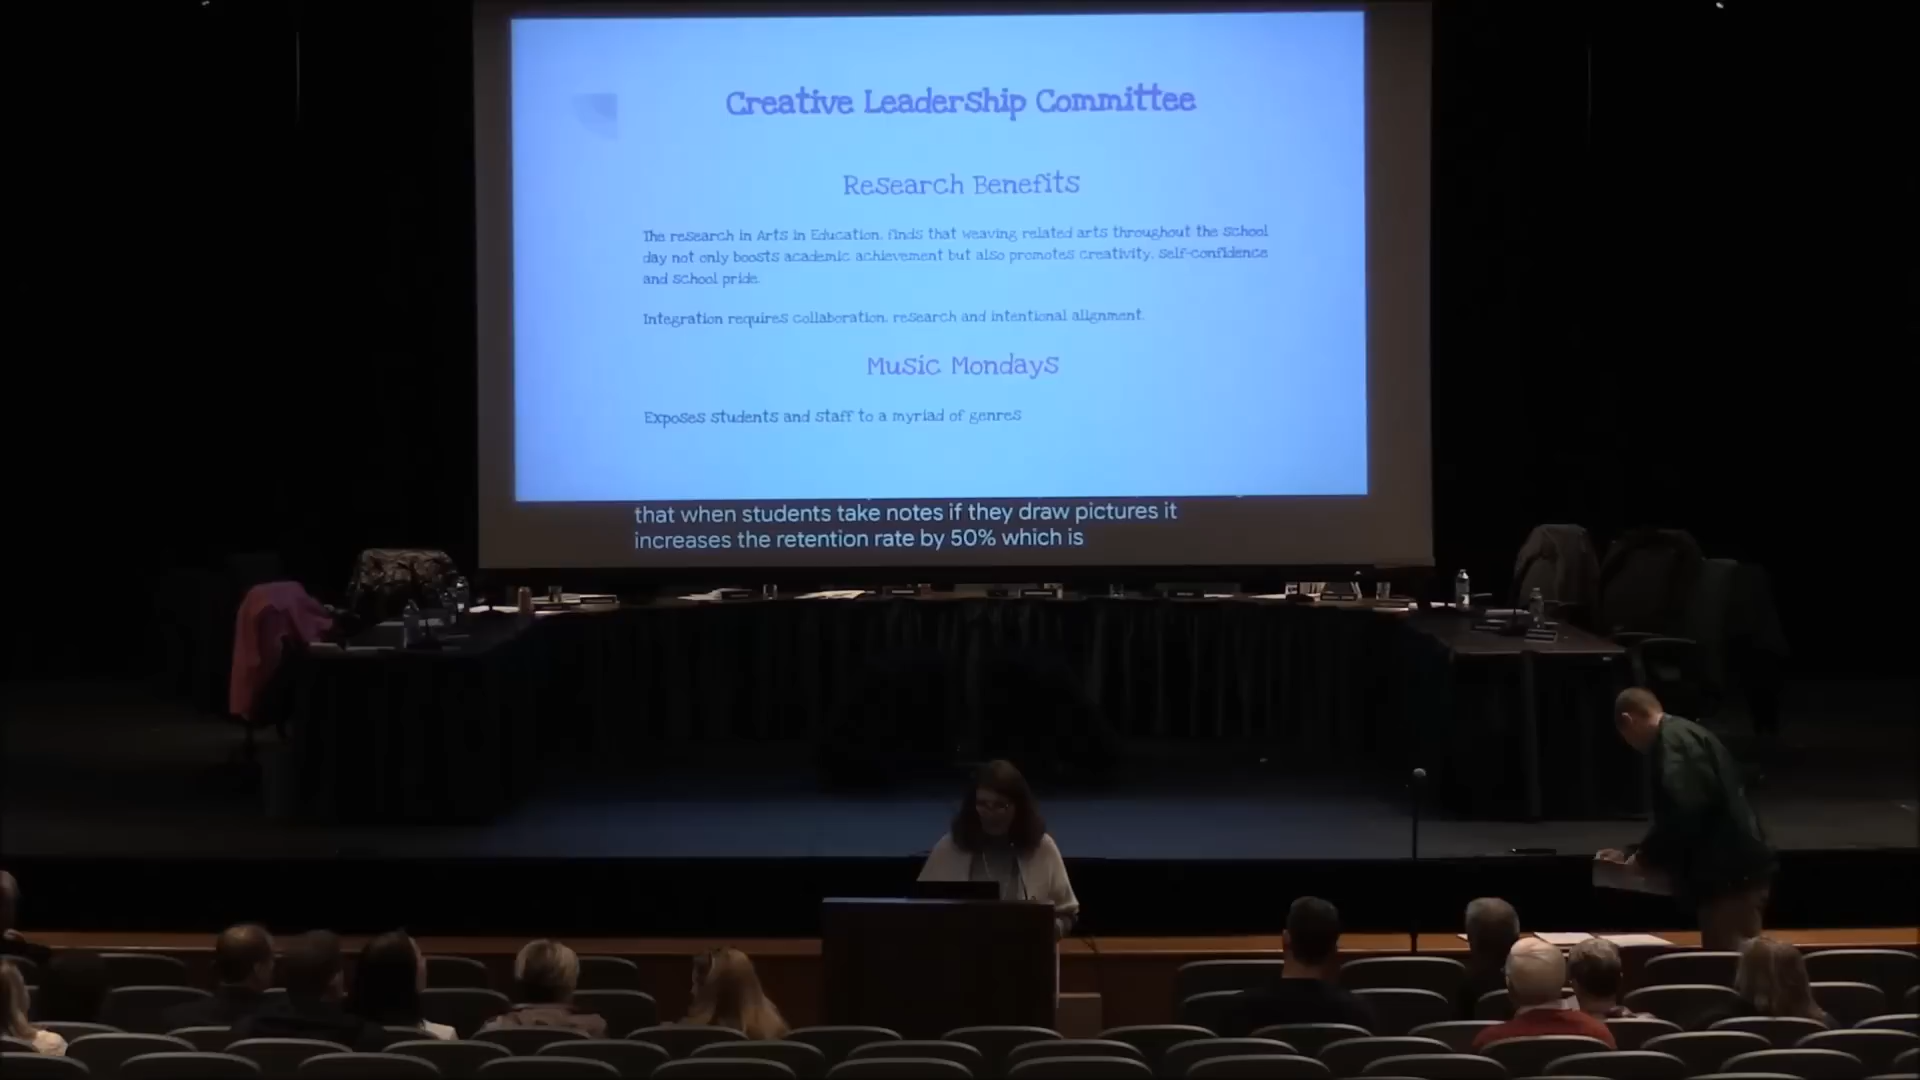 Creative Leadership Committee
Research Benefits
The research in Arts in Education, finds that weaving related arts throughout the school
day not only boosts academic achievement but also promotes creativity, self-confidence
and school pride.
Integration requires collaboration, research and intentional alignment.
Music Mondays
Exposes students and staff to a myriad of genres
that when students take notes if they draw pictures it
increases the retention rate by 50% which is